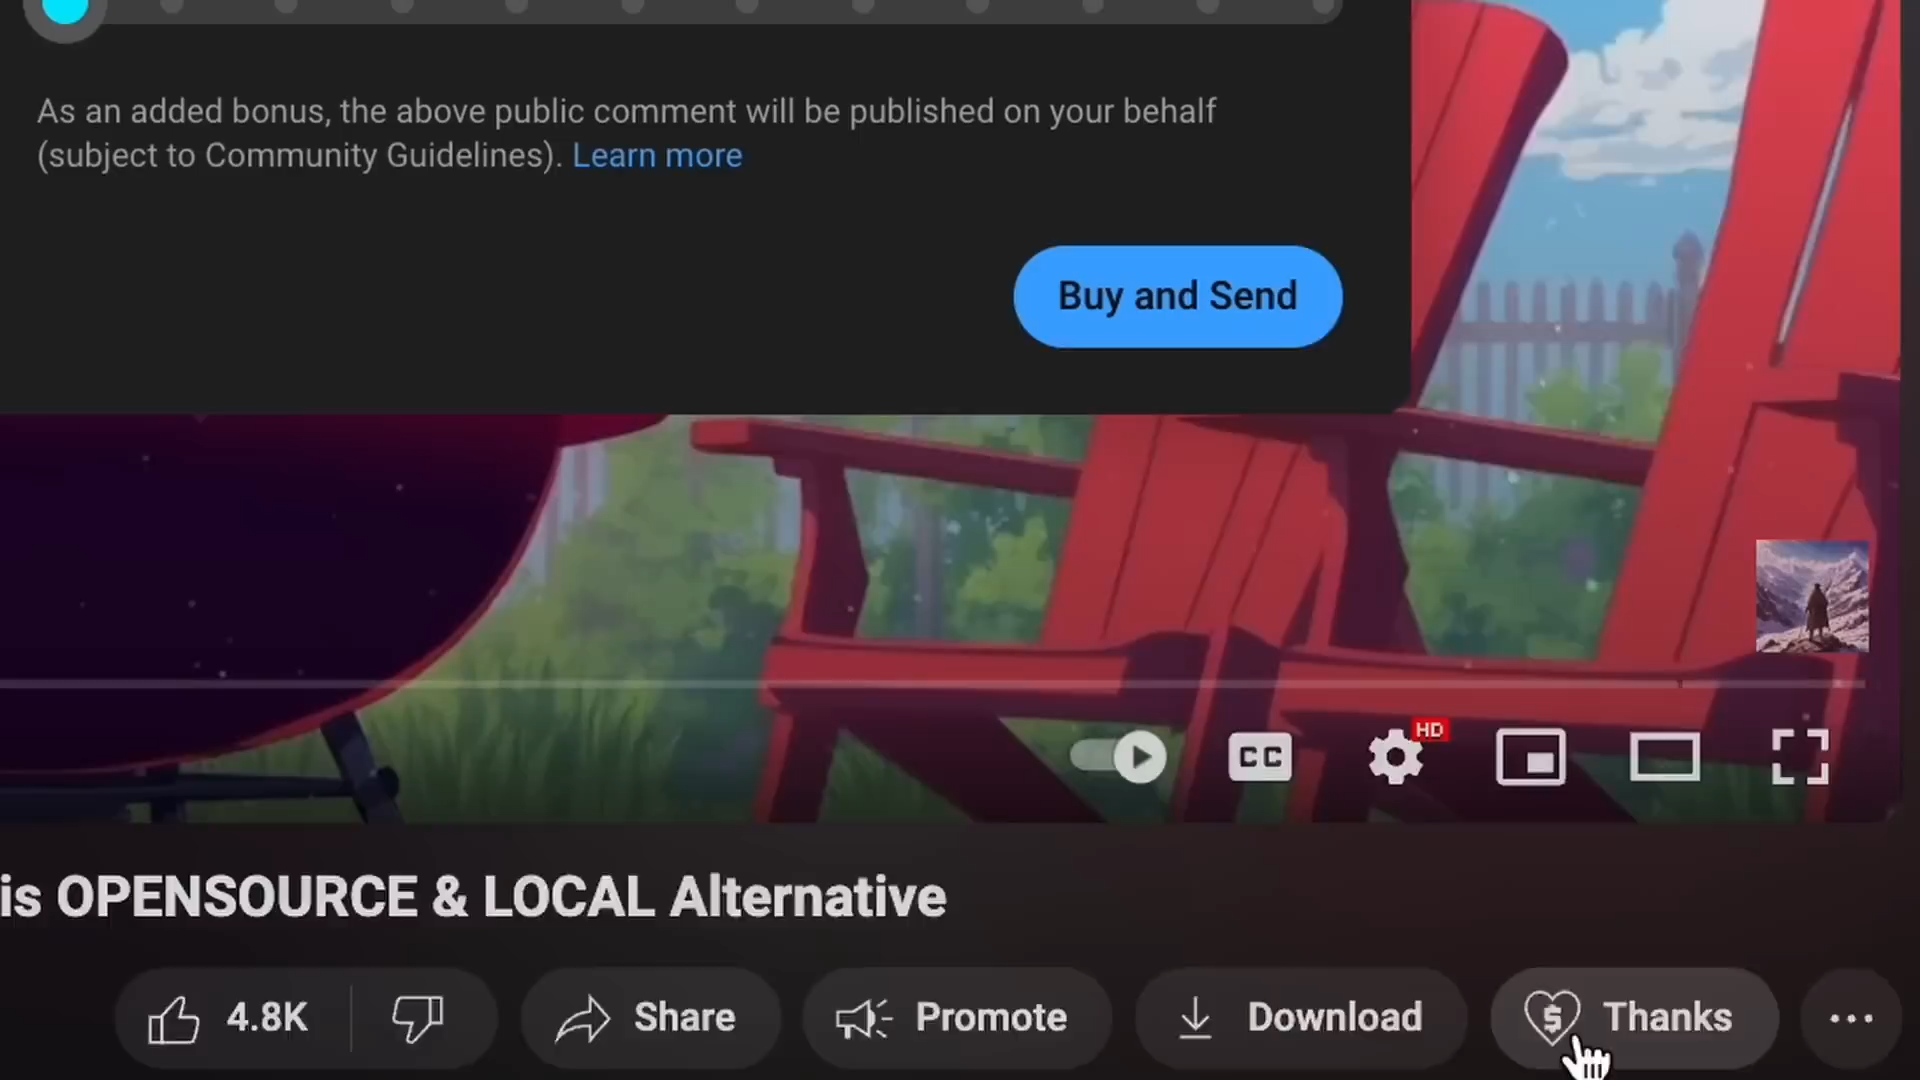 As an added bonus, the above public comment will be published on your behalf
(subject to Community Guidelines). Learn more
Buy and Send
CC
HD
is OPENSOURCE & LOCAL Alternative
4.8K
Share
Promote
Download
$ Thanks